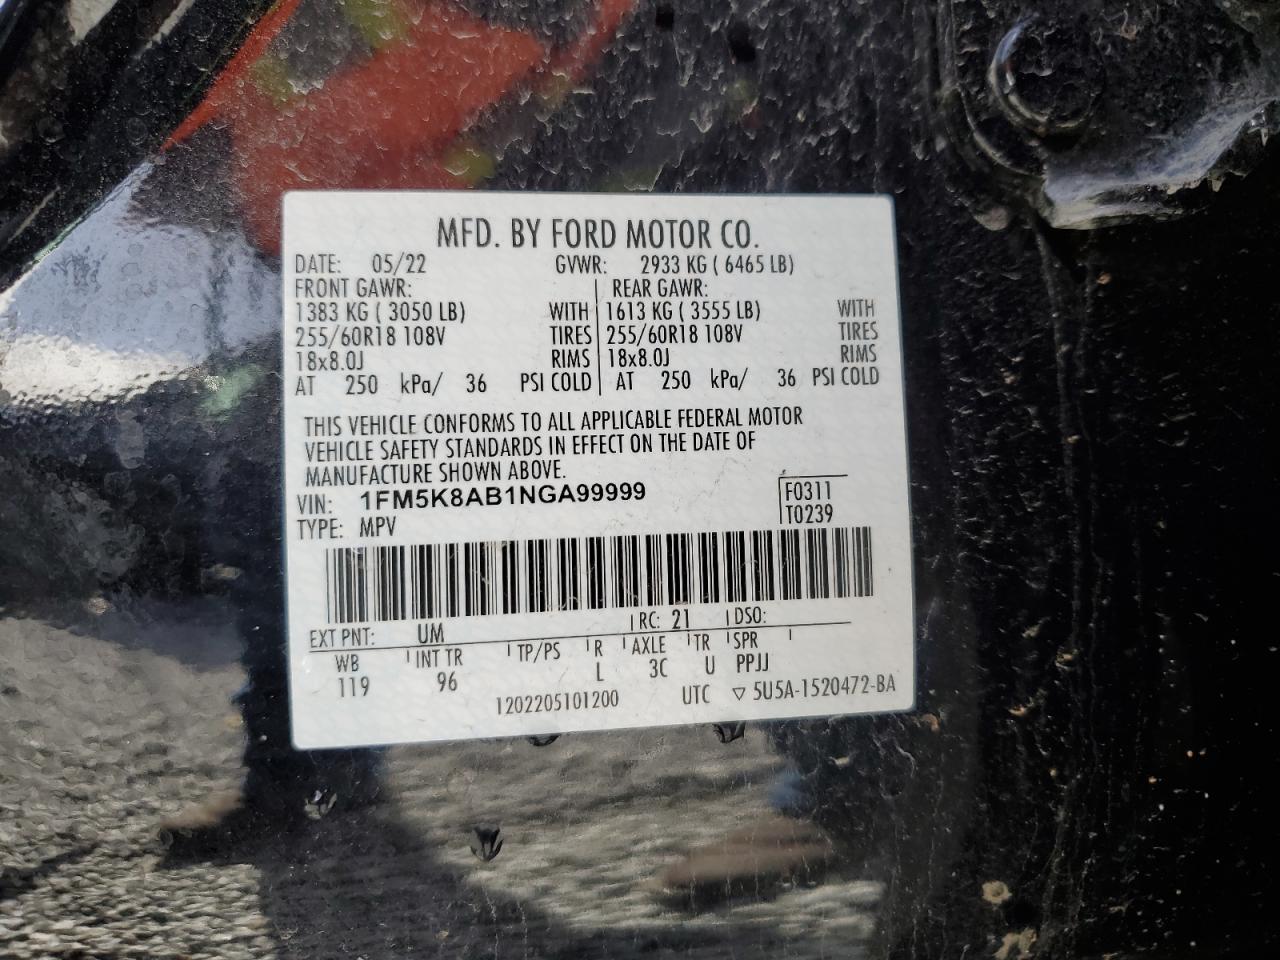 MFD. BY FORD MOTOR CO.
DATE: 05/22 GVWR: 2933 KG ( 6465 LB)
FRONT GAWR: REAR GAWR:
1383 KG ( 3050 LB) WITH 1613 KG ( 3555 LB) WITH
255/60R18 108V TIRES 255/60R18 108V TIRES
18x8.0J RIMS 18x8.0J RIMS
AT 250 kPa/ 36 PSI COLD AT 250 kPa/ 36 PSI COLD
THIS VEHICLE CONFORMS TO ALL APPLICABLE FEDERAL MOTOR
VEHICLE SAFETY STANDARDS IN EFFECT ON THE DATE OF
MANUFACTURE SHOWN ABOVE.
VIN: 1FM5K8AB1NGA99999 F0311
TYPE: MPV T0239
EXT PNT: UM RC: 21 DSO:
WB INT TR TP/PS R AXLE TR SPR
119 96 L 3C U PPJJ
1202205101200 UTC ▽ 5U5A-1520472-BA